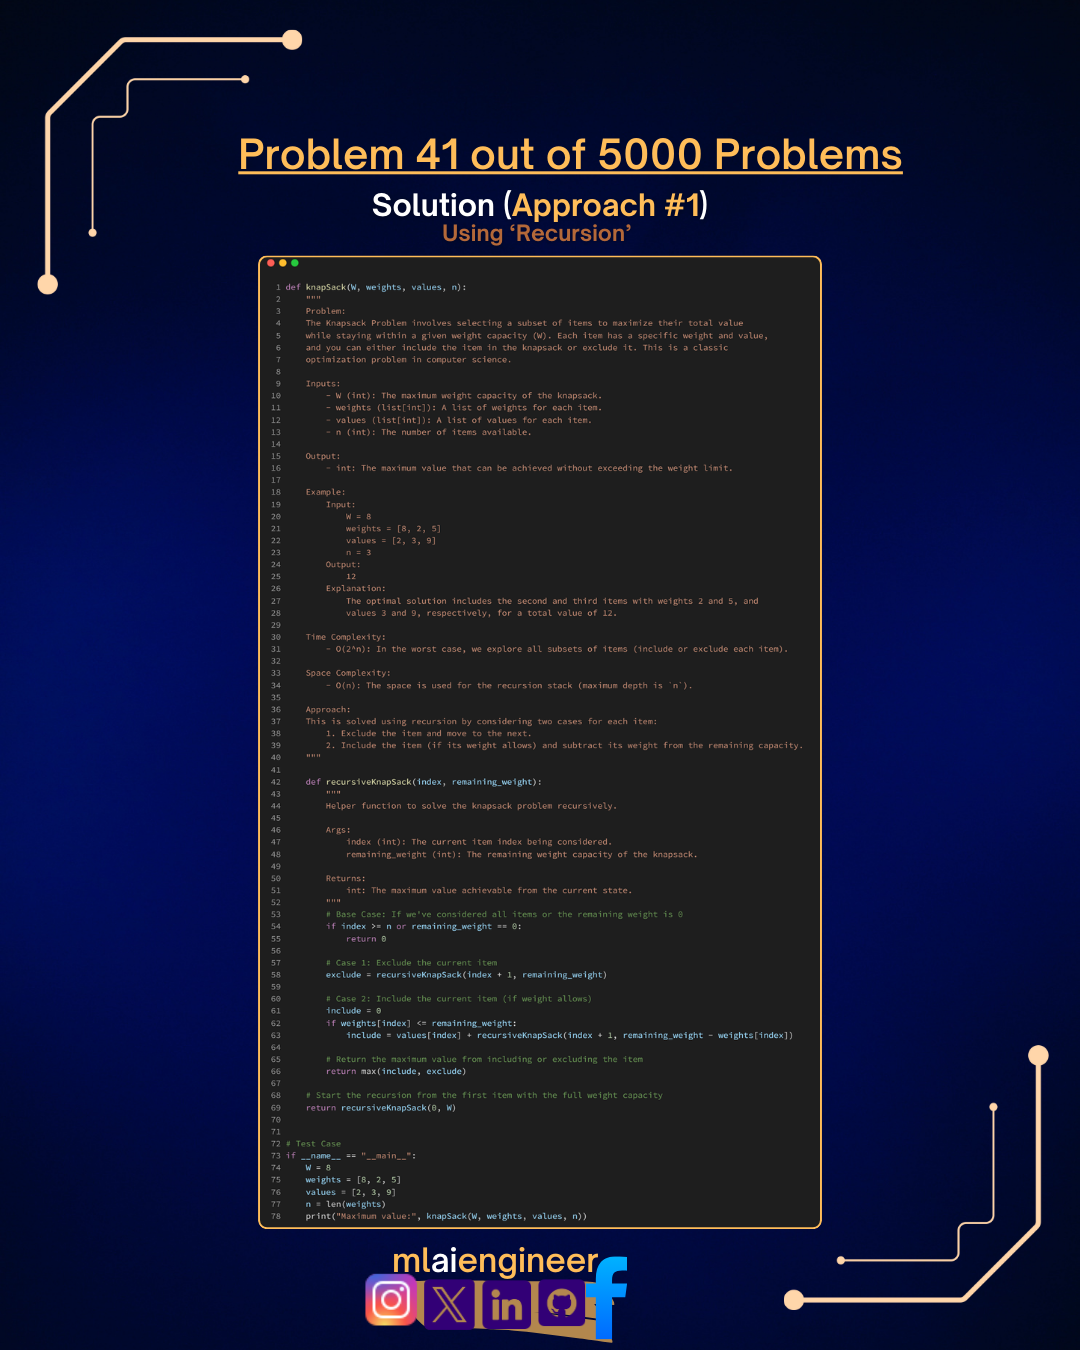 Problem 41 out of 5000 Problems
Solution (Approach #1)
Using ‘Recursion’
1 def knapSack(W, weights, values, n):
2     """
3     Problem:
4     The Knapsack Problem involves selecting a subset of items to maximize their total value
5     while staying within a given weight capacity (W). Each item has a specific weight and value,
6     and you can either include the item in the knapsack or exclude it. This is a classic
7     optimization problem in computer science.
8
9     Inputs:
10         - W (int): The maximum weight capacity of the knapsack.
11         - weights (list[int]): A list of weights for each item.
12         - values (list[int]): A list of values for each item.
13         - n (int): The number of items available.
14
15     Output:
16         - int: The maximum value that can be achieved without exceeding the weight limit.
17
18     Example:
19         Input:
20             W = 8
21             weights = [8, 2, 5]
22             values = [2, 3, 9]
23             n = 3
24         Output:
25             12
26         Explanation:
27             The optimal solution includes the second and third items with weights 2 and 5, and
28             values 3 and 9, respectively, for a total value of 12.
29
30     Time Complexity:
31         - O(2^n): In the worst case, we explore all subsets of items (include or exclude each item).
32
33     Space Complexity:
34         - O(n): The space is used for the recursion stack (maximum depth is `n`).
35
36     Approach:
37     This is solved using recursion by considering two cases for each item:
38         1. Exclude the item and move to the next.
39         2. Include the item (if its weight allows) and subtract its weight from the remaining capacity.
40     """
41
42     def recursiveKnapSack(index, remaining_weight):
43         """
44         Helper function to solve the knapsack problem recursively.
45
46         Args:
47             index (int): The current item index being considered.
48             remaining_weight (int): The remaining weight capacity of the knapsack.
49
50         Returns:
51             int: The maximum value achievable from the current state.
52         """
53         # Base Case: If we've considered all items or the remaining weight is 0
54         if index >= n or remaining_weight == 0:
55             return 0
56
57         # Case 1: Exclude the current item
58         exclude = recursiveKnapSack(index + 1, remaining_weight)
59
60         # Case 2: Include the current item (if weight allows)
61         include = 0
62         if weights[index] <= remaining_weight:
63             include = values[index] + recursiveKnapSack(index + 1, remaining_weight - weights[index])
64
65         # Return the maximum value from including or excluding the item
66         return max(include, exclude)
67
68     # Start the recursion from the first item with the full weight capacity
69     return recursiveKnapSack(0, W)
70
71
72 # Test Case
73 if __name__ == "__main__":
74     W = 8
75     weights = [8, 2, 5]
76     values = [2, 3, 9]
77     n = len(weights)
78     print("Maximum value:", knapSack(W, weights, values, n))
mlaiengineer